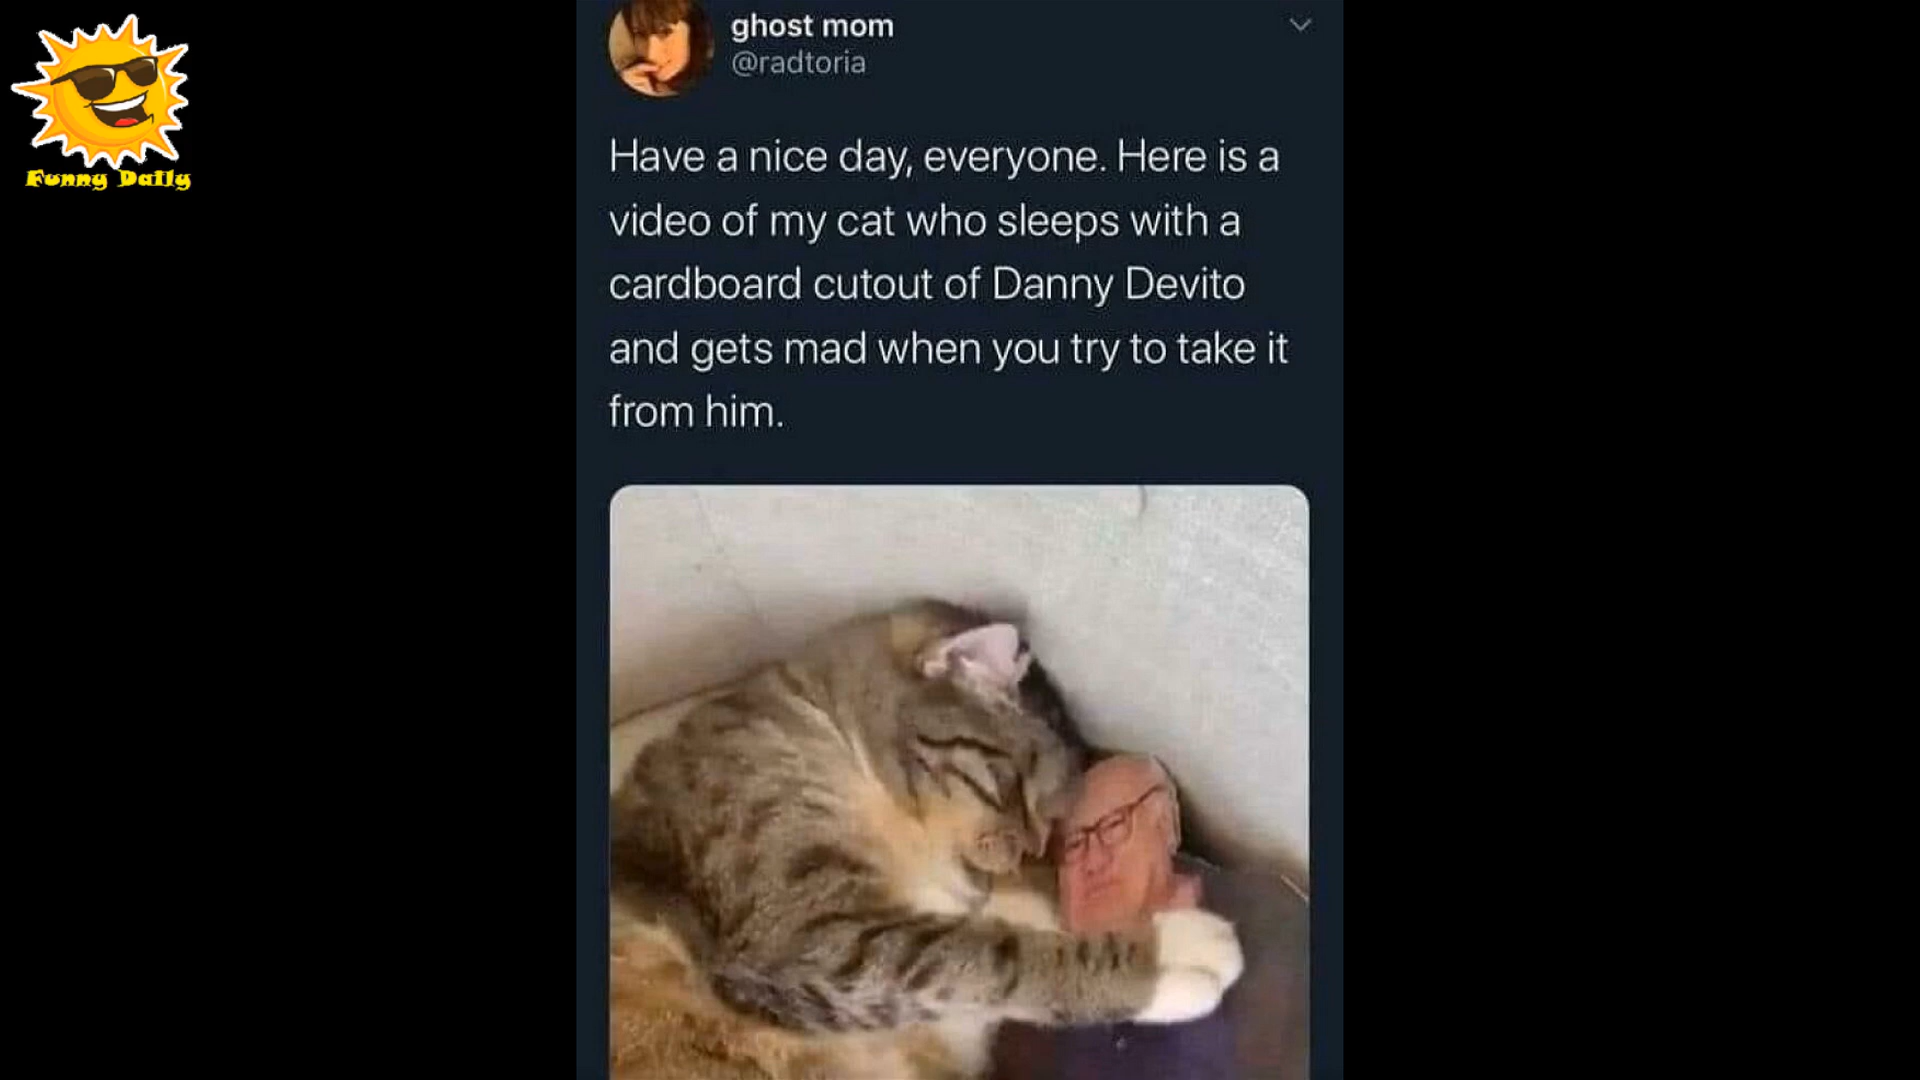 Funny Daily
ghost mom
@radtoria
Have a nice day, everyone. Here is a
video of my cat who sleeps with a
cardboard cutout of Danny Devito
and gets mad when you try to take it
from him.